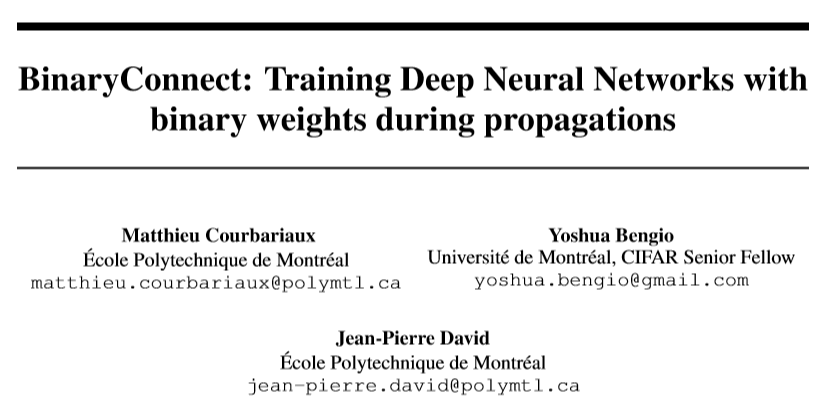 BinaryConnect: Training Deep Neural Networks with
binary weights during propagations
Matthieu Courbariaux
École Polytechnique de Montréal
matthieu.courbariaux@polymtl.ca
Yoshua Bengio
Université de Montréal, CIFAR Senior Fellow
yoshua.bengio@gmail.com
Jean-Pierre David
École Polytechnique de Montréal
jean-pierre.david@polymtl.ca